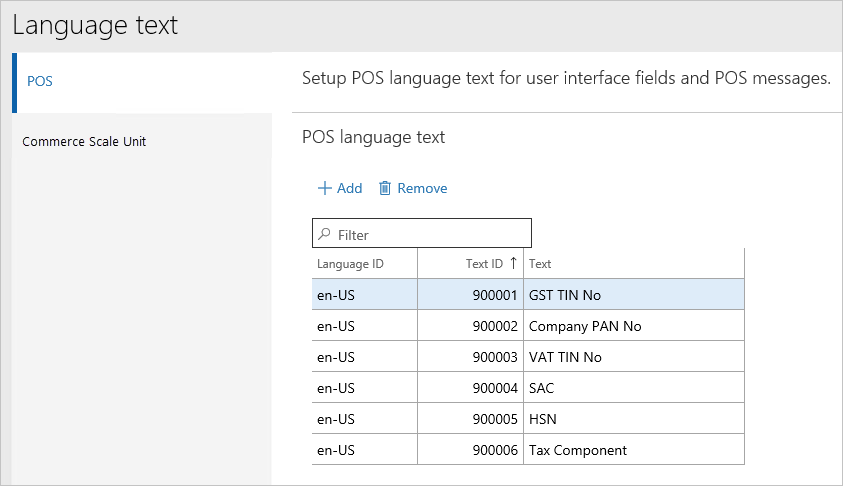 Language text
POS
Commerce Scale Unit
Setup POS language text for user interface fields and POS messages.
POS language text
Add Remove
Filter
Language ID Text ID ↑ Text
en-US 900001 GST TIN No
en-US 900002 Company PAN No
en-US 900003 VAT TIN No
en-US 900004 SAC
en-US 900005 HSN
en-US 900006 Tax Component